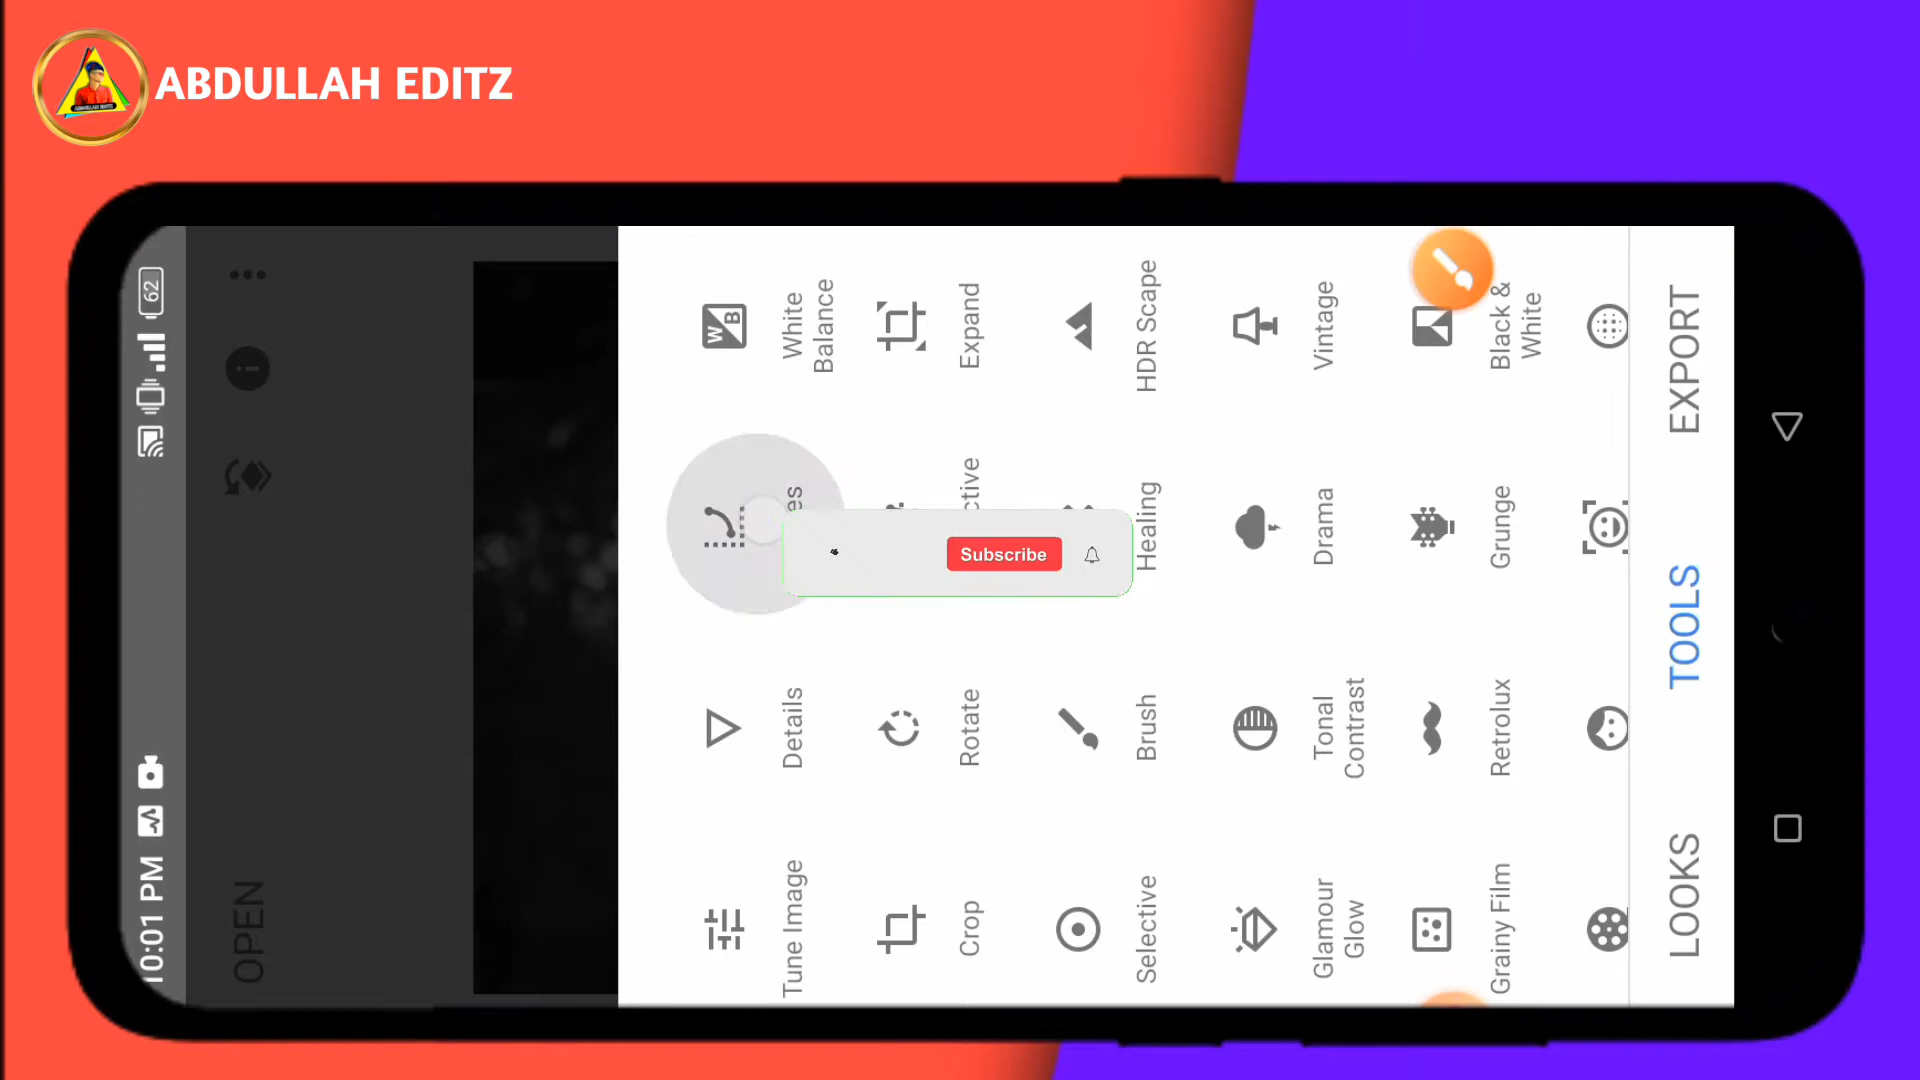 ABDULLAH EDITZ
10:01 PM
62
OPEN
Tune Image
Details
White
Balance
Crop
Rotate
Expand
Selective
Brush
Healing
HDR Scape
Glamour
Glow
Tonal
Contrast
Drama
Vintage
Grainy Film
Retrolux
Grunge
Black &
White
LOOKS
TOOLS
EXPORT
Subscribe